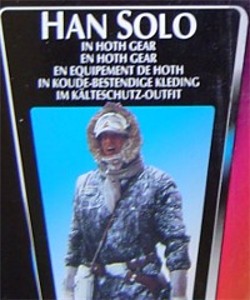 HAN SOLO
IN HOTH GEAR
EN HOTH GEAR
EN EQUIPEMENT DE HOTH
IN KOUDE-BESTENDIGE KLEDING
IM KÄLTESCHUTZ-OUTFIT